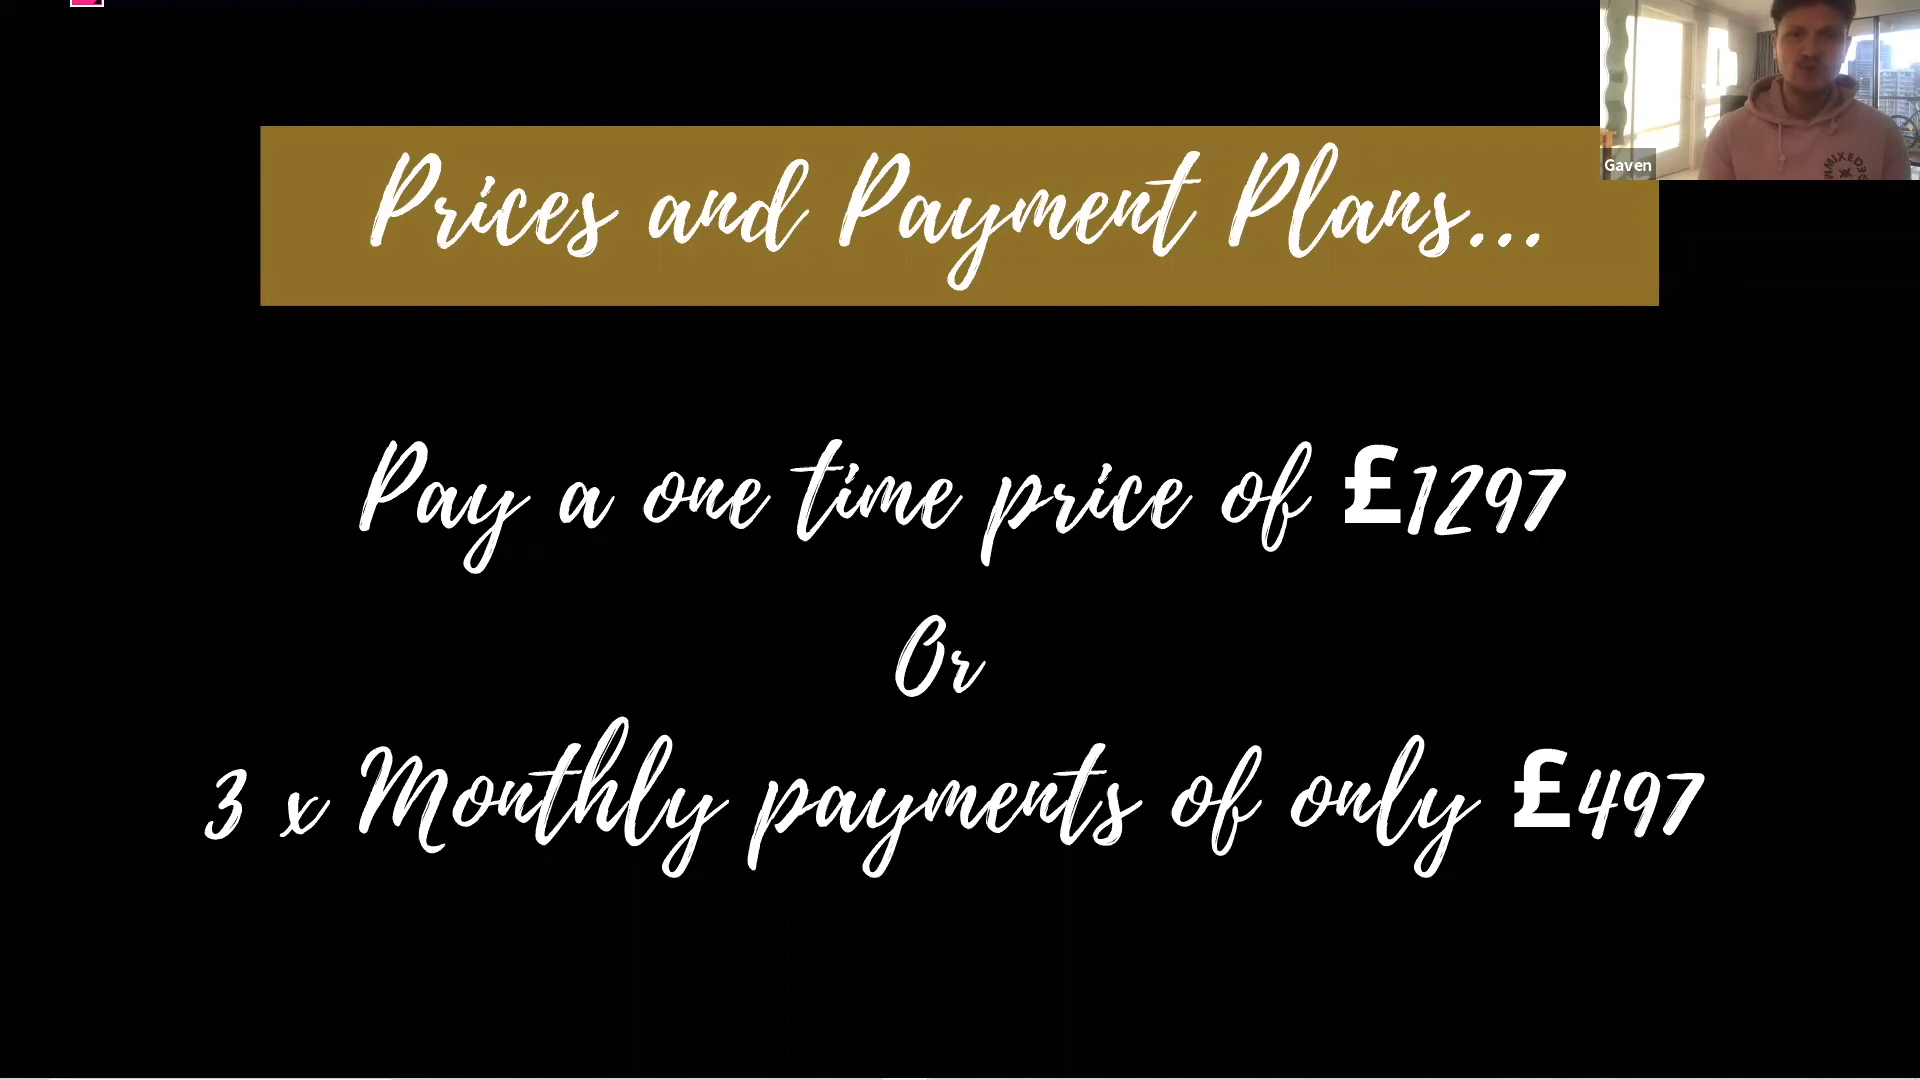 Prices and Payment Plans...
Gaven
Pay a one time price of £1297
Or
3 x Monthly payments of only £497